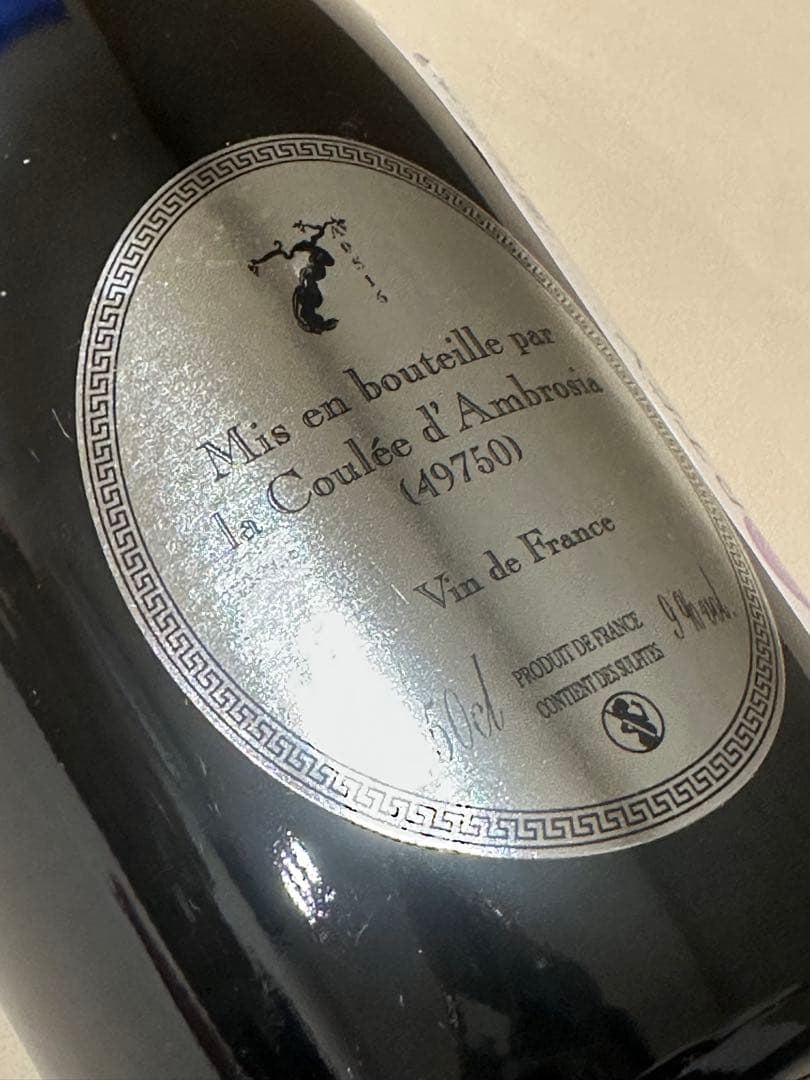 Mis en bouteille par
la Coulée d'Ambrosia
(49750)
Vin de France
50cl PRODUIT DE FRANCE 9 % vol.
CONTIENT DES SULFITES